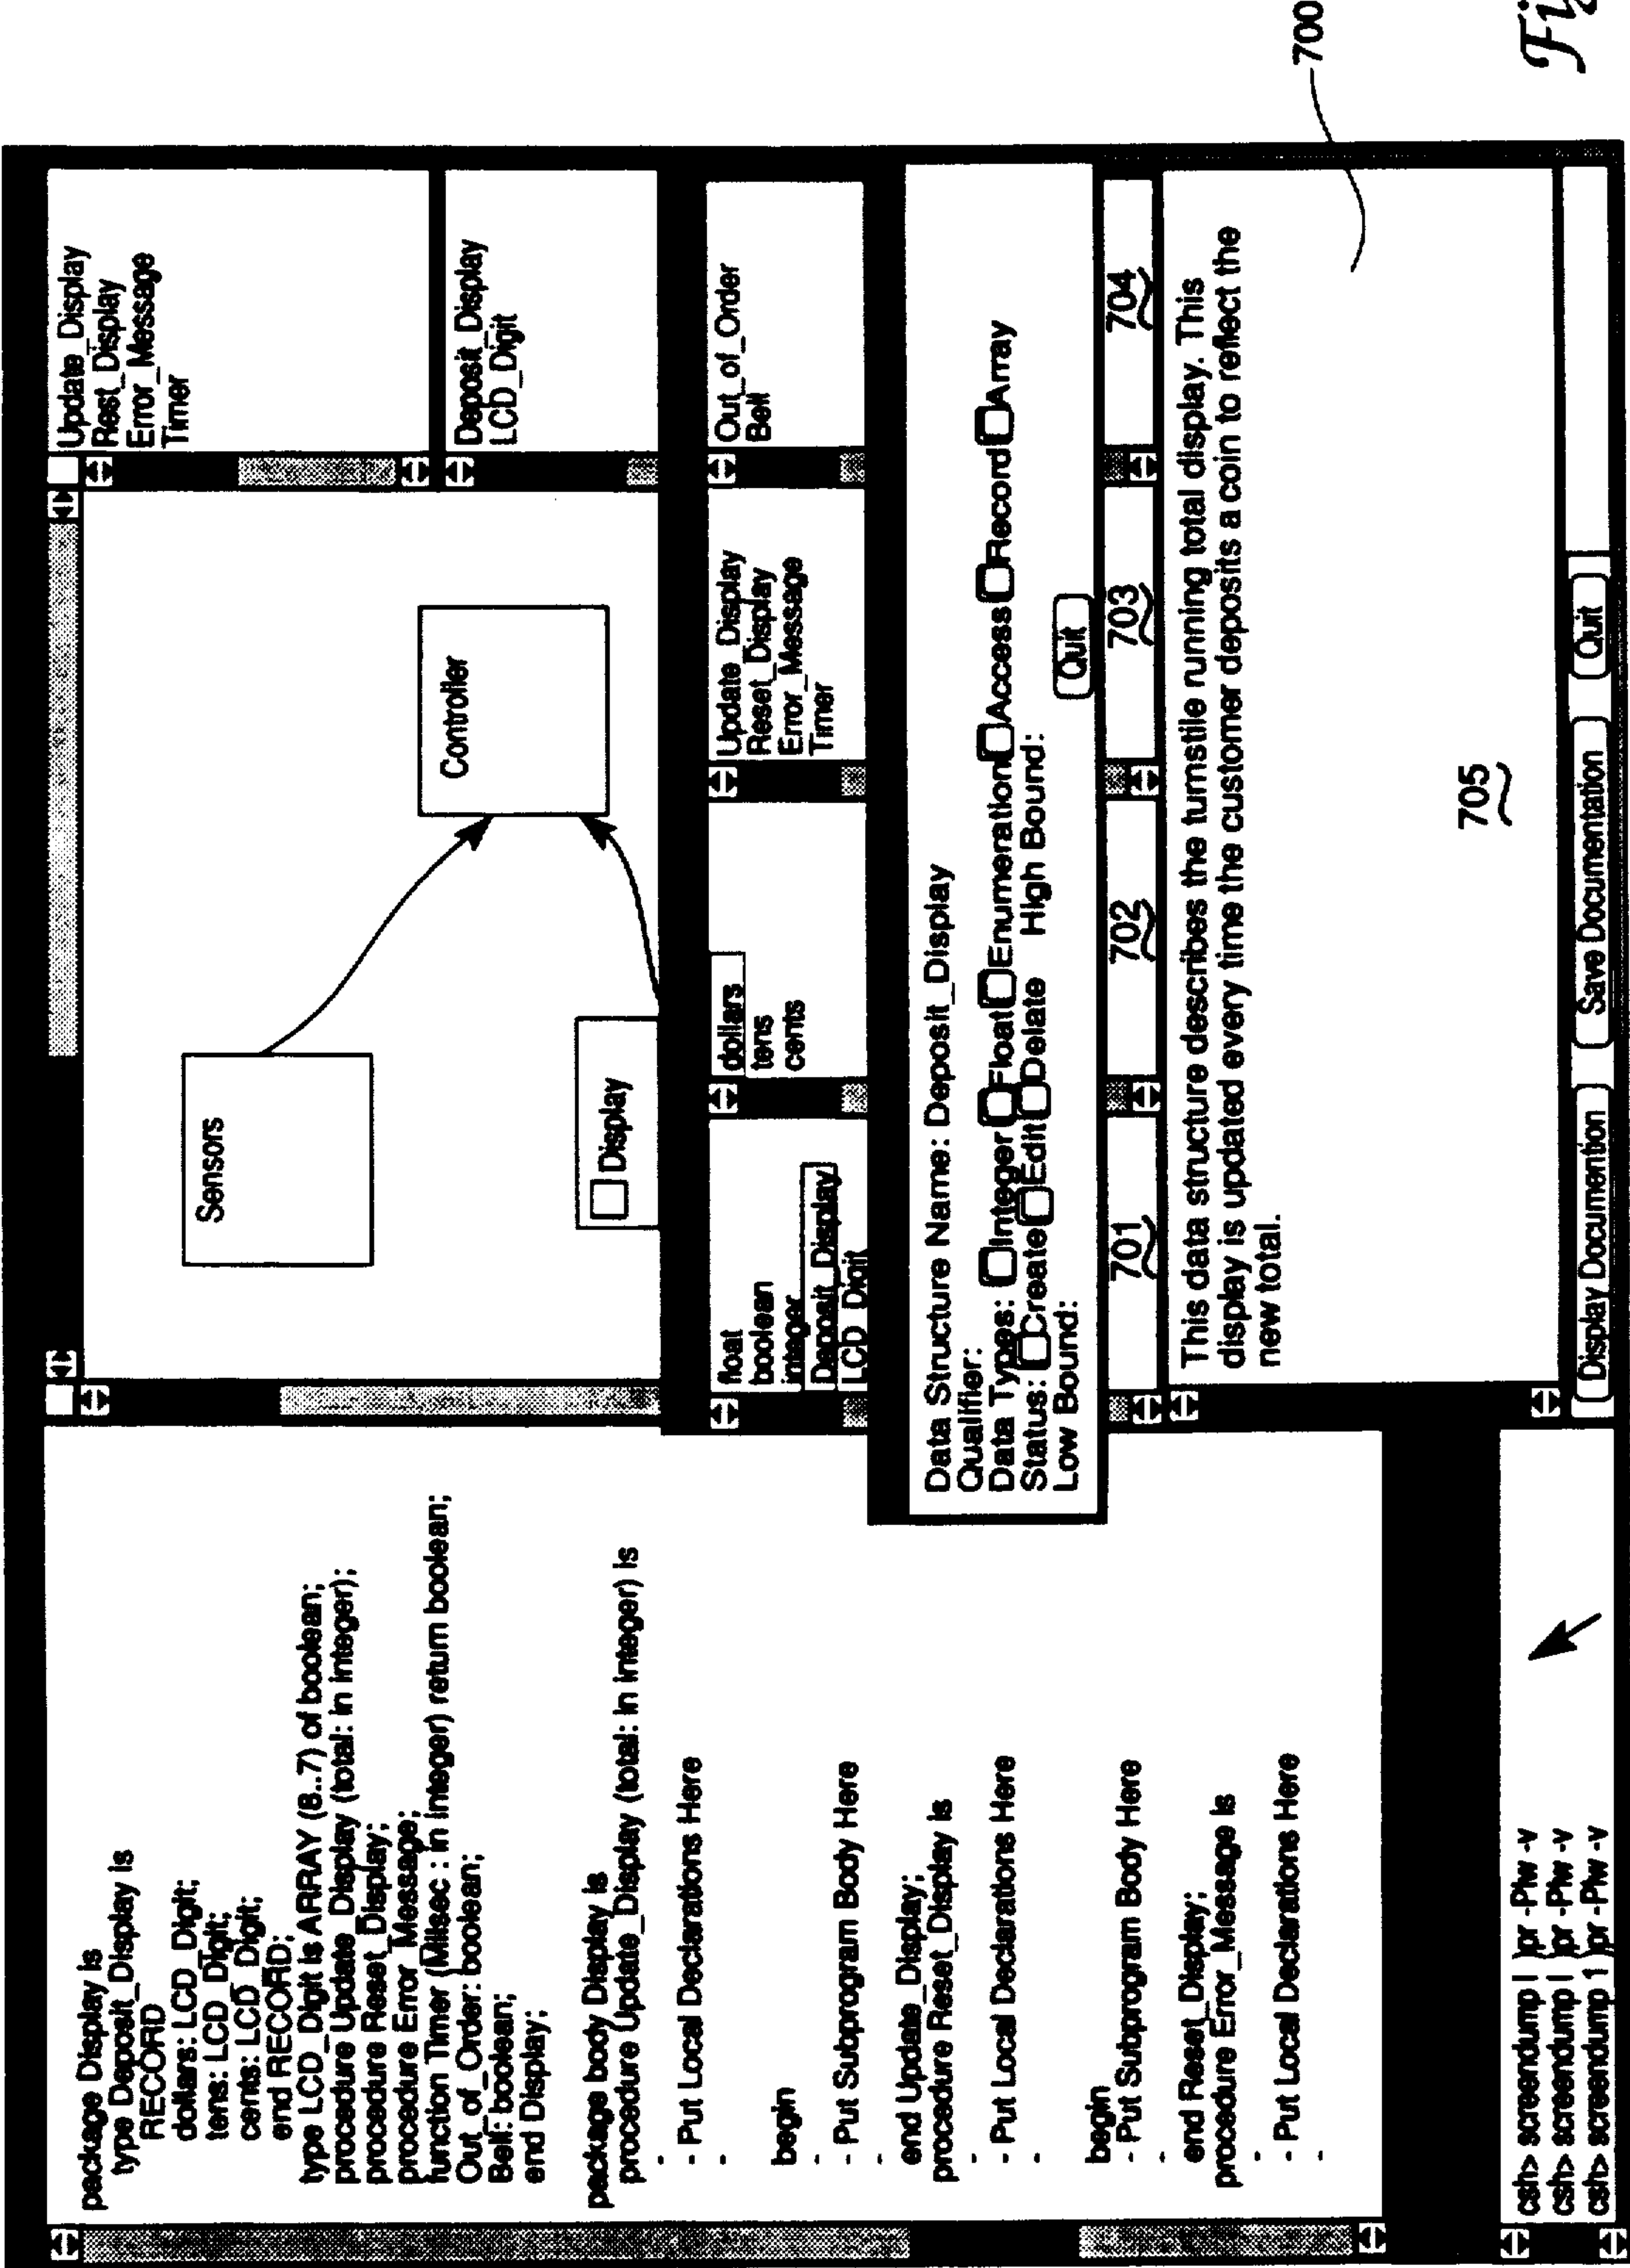 package Display is
type Deposit_Display is
RECORD
dollars: LCD_Digit;
tens: LCD_Digit;
cents: LCD_Digit;
end RECORD;
type LCD_Digit is ARRAY (8..7) of boolean;
procedure Update_Display (total: in integer);
procedure Reset_Display;
procedure Error_Message;
function Timer (Milsec : in integer) return boolean;
Out_of_Order: boolean;
Bell: boolean;
end Display;
package body Display is
procedure Update_Display (total: in integer) is
-
- - Put Local Declarations Here
-
begin
-
- - Put Subprogram Body Here
-
end Update_Display;
procedure Reset_Display is
-
- - Put Local Declarations Here
-
begin
- - Put Subprogram Body Here
-
end Reset_Display;
procedure Error_Message is
-
- - Put Local Declarations Here
-
csh> screendump | )pr -Plw -v
csh> screendump | )pr -Plw -v
csh> screendump 1 )pr -Plw -v
Sensors
Controller
Display
Update_Display
Rest_Display
Error_Message
Timer
Deposit_Display
LCD_Digit
float
boolean
integer
Deposit_Display
LCD_Digit
dollars
tens
cents
Update_Display
Reset_Display
Error_Message
Timer
Out_of_Order
Bell
Data Structure Name: Deposit_Display
Qualifier:
Data Types: Integer Float Enumeration Access Record Array
Status: Create Edit Delate High Bound:
Low Bound:
Quit
701
702
703
704
This data structure describes the turnstile running total display. This
display is updated every time the customer deposits a coin to reflect the
new total.
705
Display Documention
Save Documentation
Quit
700